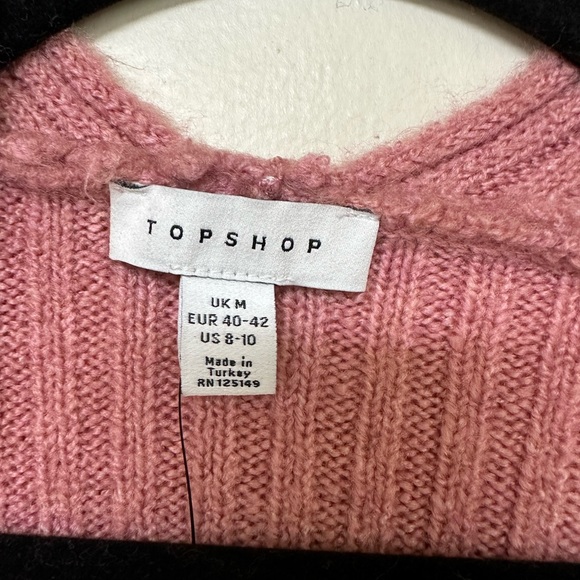 TOPSHOP
UK M
EUR 40-42
US 8-10
Made in
Turkey
RN 125149